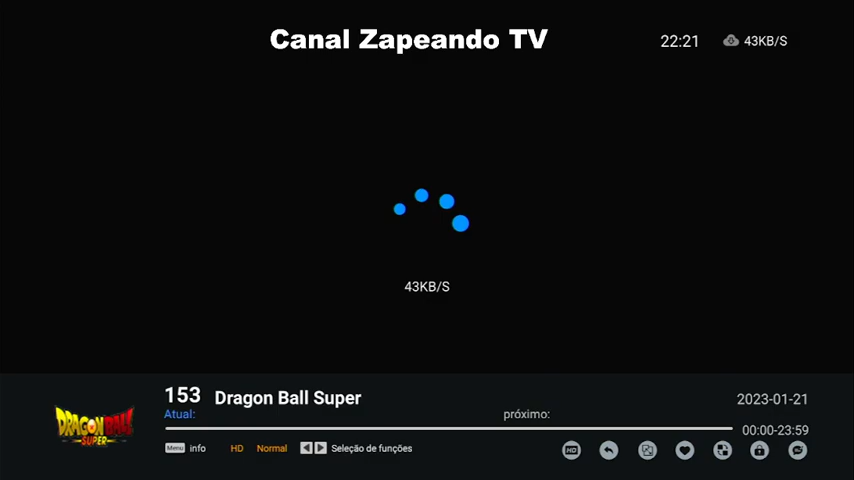 Canal Zapeando TV
22:21 43KB/S
43KB/S
153 Dragon Ball Super 2023-01-21
Atual: próximo:
DRAGON BALL
SUPER
00:00-23:59
Menu info HD Normal Seleção de funções HD